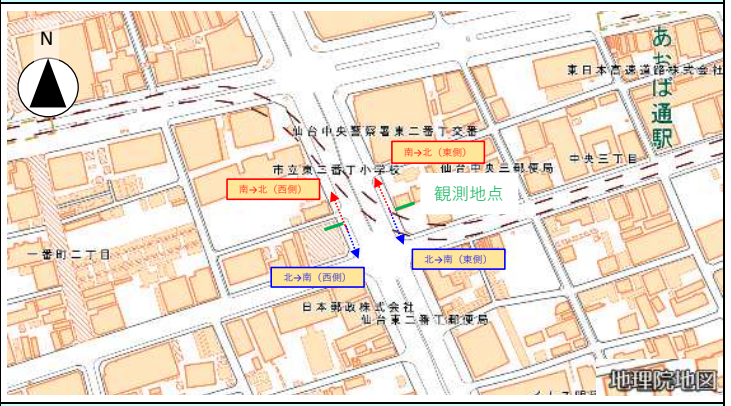 N
あおば通駅
東日本高速道路株式会社
仙台中央警察署東二番丁交番
南→北（東側）
中央三丁目
市立東二番丁小学校
仙台中央三郵便局
南→北（西側）
観測地点
一番町二丁目
北→南（東側）
北→南（西側）
日本郵政株式会社
仙台東二番丁郵便局
地理院地図